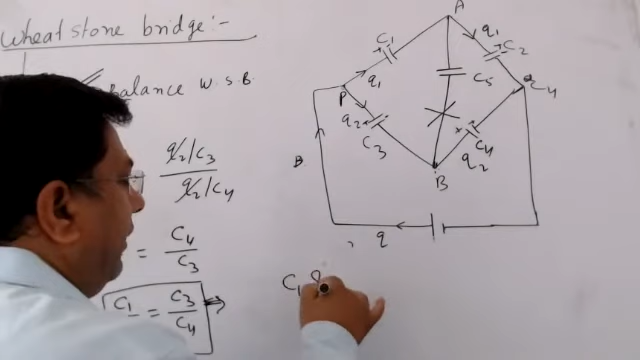 Wheatstone bridge:-
Balance W.S.B.
q2/C3
q2/C4
= C4/C3
C1 = C3/C4
C1 &
A
C1
q1
q1
C2
C5
P
q2
C3
C4
q2
B
B
q